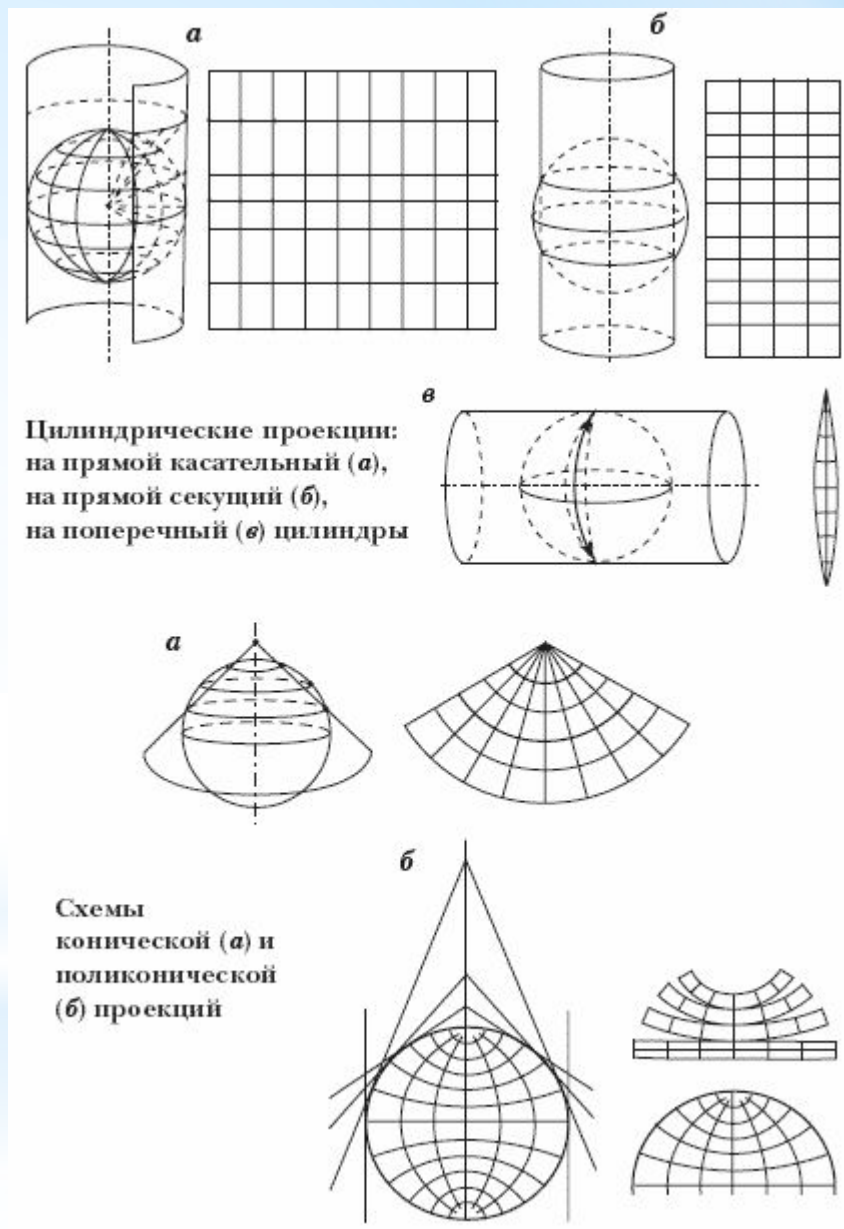 а
б
в
Цилиндрические проекции:
на прямой касательный (а),
на прямой секущий (б),
на поперечный (в) цилиндры
а
б
Схемы
конической (а) и
поликонической
(б) проекций